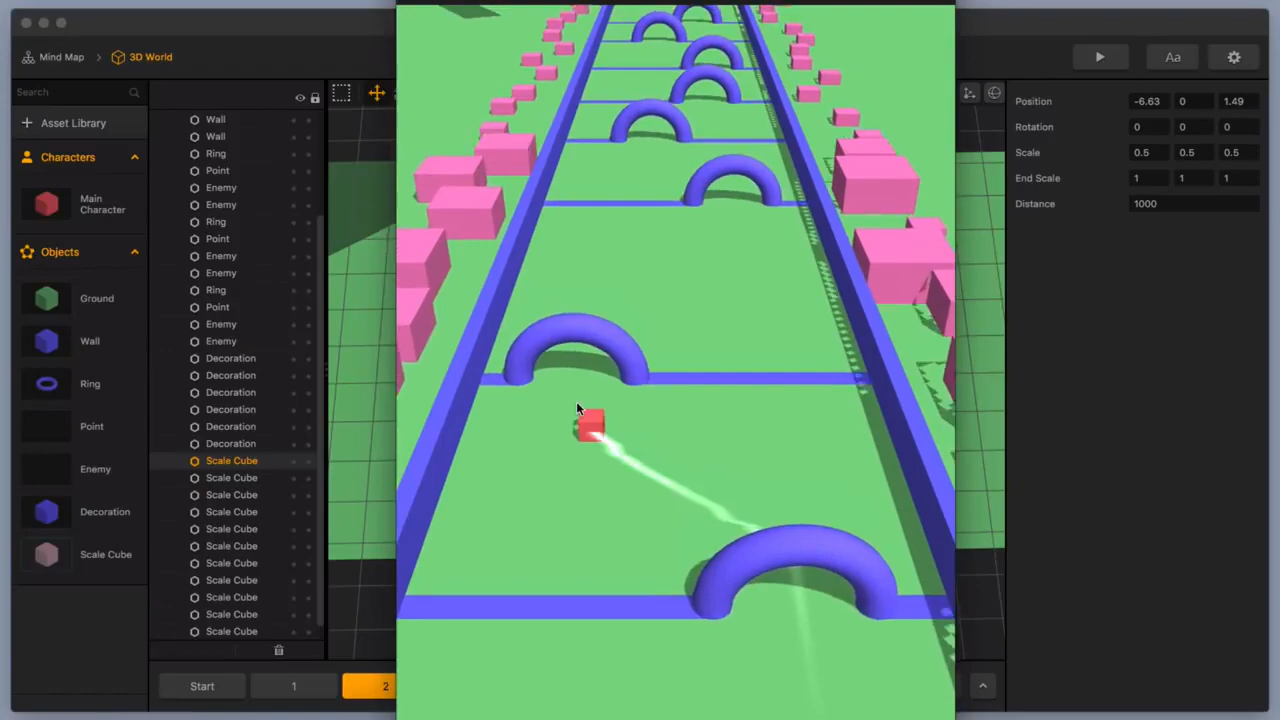 Mind Map
3D World
Aa
Search
Asset Library
Characters
Main
Character
Objects
Ground
Wall
Ring
Point
Enemy
Decoration
Scale Cube
Wall
Wall
Ring
Point
Enemy
Enemy
Ring
Point
Enemy
Enemy
Ring
Point
Enemy
Enemy
Decoration
Decoration
Decoration
Decoration
Decoration
Decoration
Scale Cube
Scale Cube
Scale Cube
Scale Cube
Scale Cube
Scale Cube
Scale Cube
Scale Cube
Scale Cube
Scale Cube
Scale Cube
Start 1 2
Position -6.63 0 1.49
Rotation 0 0 0
Scale 0.5 0.5 0.5
End Scale 1 1 1
Distance 1000